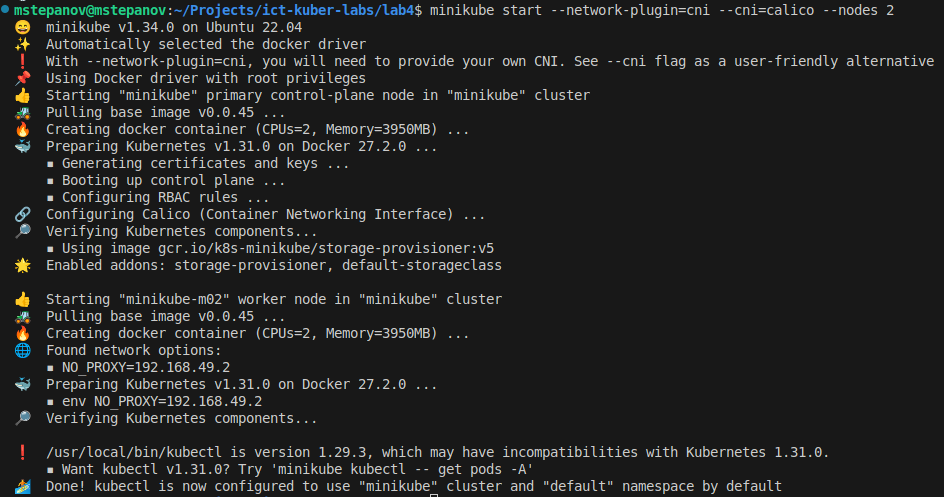 mstepanov@mstepanov:~/Projects/ict-kuber-labs/lab4$ minikube start --network-plugin=cni --cni=calico --nodes 2
😄 minikube v1.34.0 on Ubuntu 22.04
✨ Automatically selected the docker driver
❗ With --network-plugin=cni, you will need to provide your own CNI. See --cni flag as a user-friendly alternative
📌 Using Docker driver with root privileges
👍 Starting "minikube" primary control-plane node in "minikube" cluster
🚜 Pulling base image v0.0.45 ...
🔥 Creating docker container (CPUs=2, Memory=3950MB) ...
🐳 Preparing Kubernetes v1.31.0 on Docker 27.2.0 ...
▪ Generating certificates and keys ...
▪ Booting up control plane ...
▪ Configuring RBAC rules ...
🔗 Configuring Calico (Container Networking Interface) ...
🔎 Verifying Kubernetes components...
▪ Using image gcr.io/k8s-minikube/storage-provisioner:v5
🌟 Enabled addons: storage-provisioner, default-storageclass
👍 Starting "minikube-m02" worker node in "minikube" cluster
🚜 Pulling base image v0.0.45 ...
🔥 Creating docker container (CPUs=2, Memory=3950MB) ...
🌐 Found network options:
▪ NO_PROXY=192.168.49.2
🐳 Preparing Kubernetes v1.31.0 on Docker 27.2.0 ...
▪ env NO_PROXY=192.168.49.2
🔎 Verifying Kubernetes components...
❗ /usr/local/bin/kubectl is version 1.29.3, which may have incompatibilities with Kubernetes 1.31.0.
▪ Want kubectl v1.31.0? Try 'minikube kubectl -- get pods -A'
🏄 Done! kubectl is now configured to use "minikube" cluster and "default" namespace by default